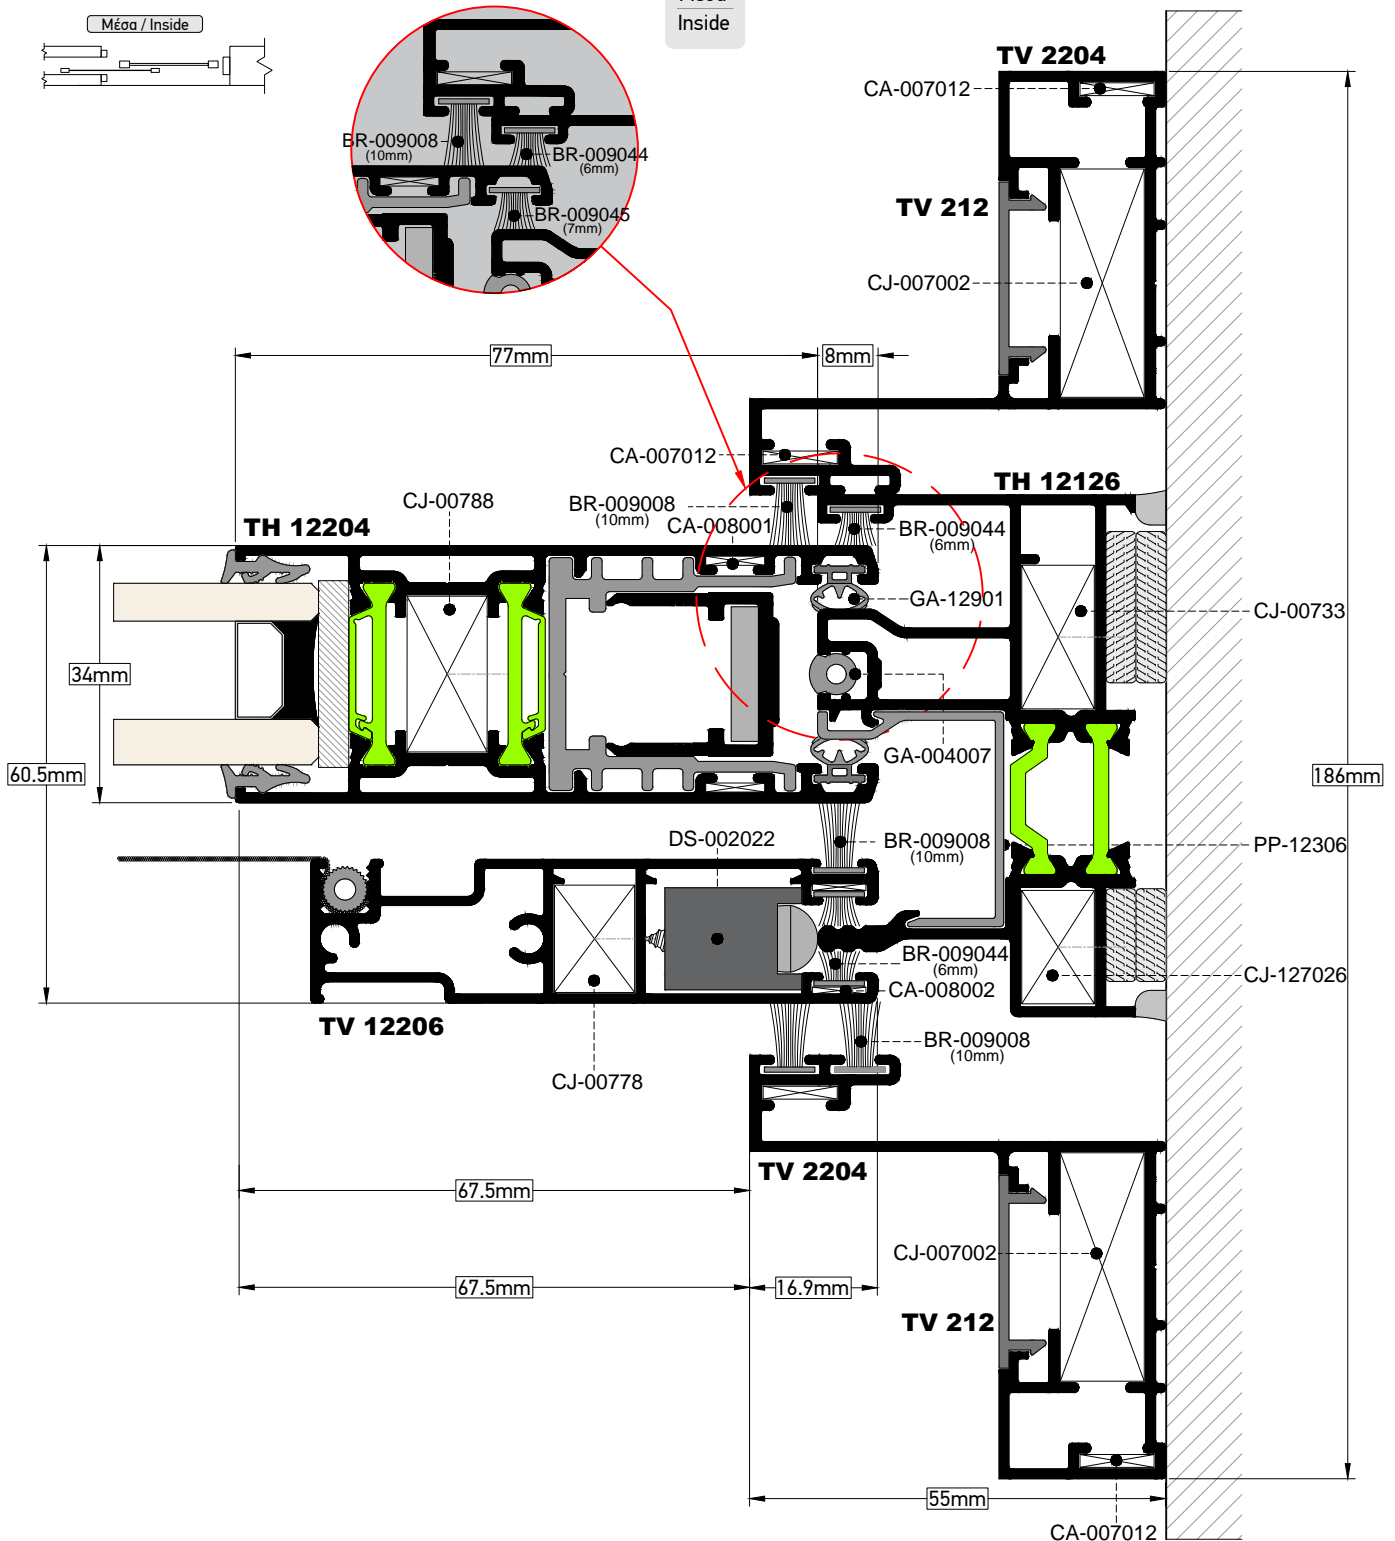 Μέσα / Inside
Inside
TV 2204
CA-007012
BR-009008
(10mm)
BR-009044
(6mm)
BR-009045
(7mm)
TV 212
CJ-007002
77mm
8mm
CA-007012
TH 12126
CJ-00788
BR-009008
(10mm)
CA-008001
TH 12204
BR-009044
(6mm)
GA-12901
CJ-00733
34mm
60.5mm
GA-004007
186mm
DS-002022
BR-009008
(10mm)
PP-12306
BR-009044
(6mm)
CJ-127026
CA-008002
TV 12206
BR-009008
(10mm)
CJ-00778
TV 2204
67.5mm
CJ-007002
67.5mm
16.9mm
TV 212
55mm
CA-007012